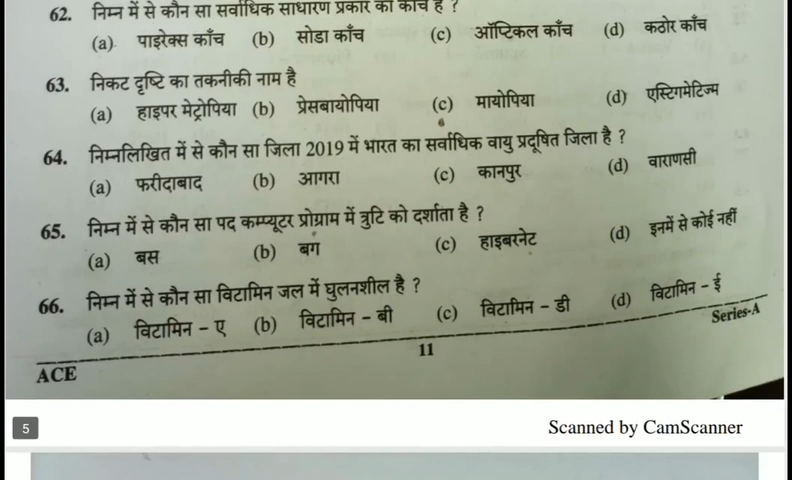 62. निम्न में से कौन सा सर्वाधिक साधारण प्रकार का काँच है ?
(a) पाइरेक्स काँच (b) सोडा काँच (c) ऑप्टिकल काँच (d) कठोर काँच
63. निकट दृष्टि का तकनीकी नाम है
(a) हाइपर मेट्रोपिया (b) प्रेसबायोपिया (c) मायोपिया (d) एस्टिगमेटिज्म
64. निम्नलिखित में से कौन सा जिला 2019 में भारत का सर्वाधिक वायु प्रदूषित जिला है ?
(a) फरीदाबाद (b) आगरा (c) कानपुर (d) वाराणसी
65. निम्न में से कौन सा पद कम्प्यूटर प्रोग्राम में त्रुटि को दर्शाता है ?
(a) बस (b) बग (c) हाइबरनेट (d) इनमें से कोई नहीं
66. निम्न में से कौन सा विटामिन जल में घुलनशील है ?
(a) विटामिन – ए (b) विटामिन – बी (c) विटामिन – डी (d) विटामिन – ई
ACE 11 Series-A
5 Scanned by CamScanner